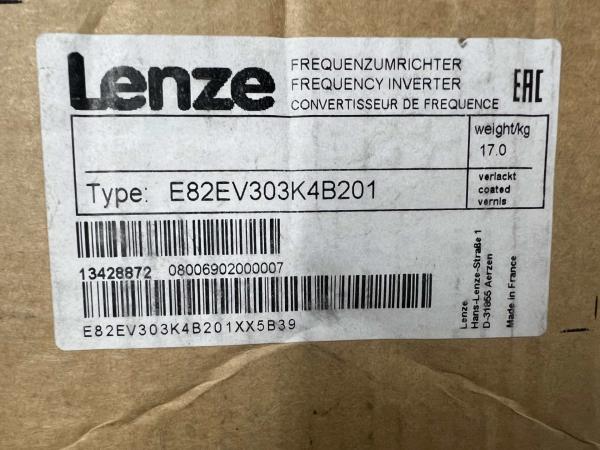 Lenze
FREQUENZUMRICHTER
FREQUENCY INVERTER
CONVERTISSEUR DE FREQUENCE
EAC
weight/kg
17.0
Type: E82EV303K4B201
verlackt
coated
vernis
13428872 08006902000007
E82EV303K4B201XX5B39
Lenze
Hans-Lenze-Straße 1
D-31855 Aerzen
Made in France